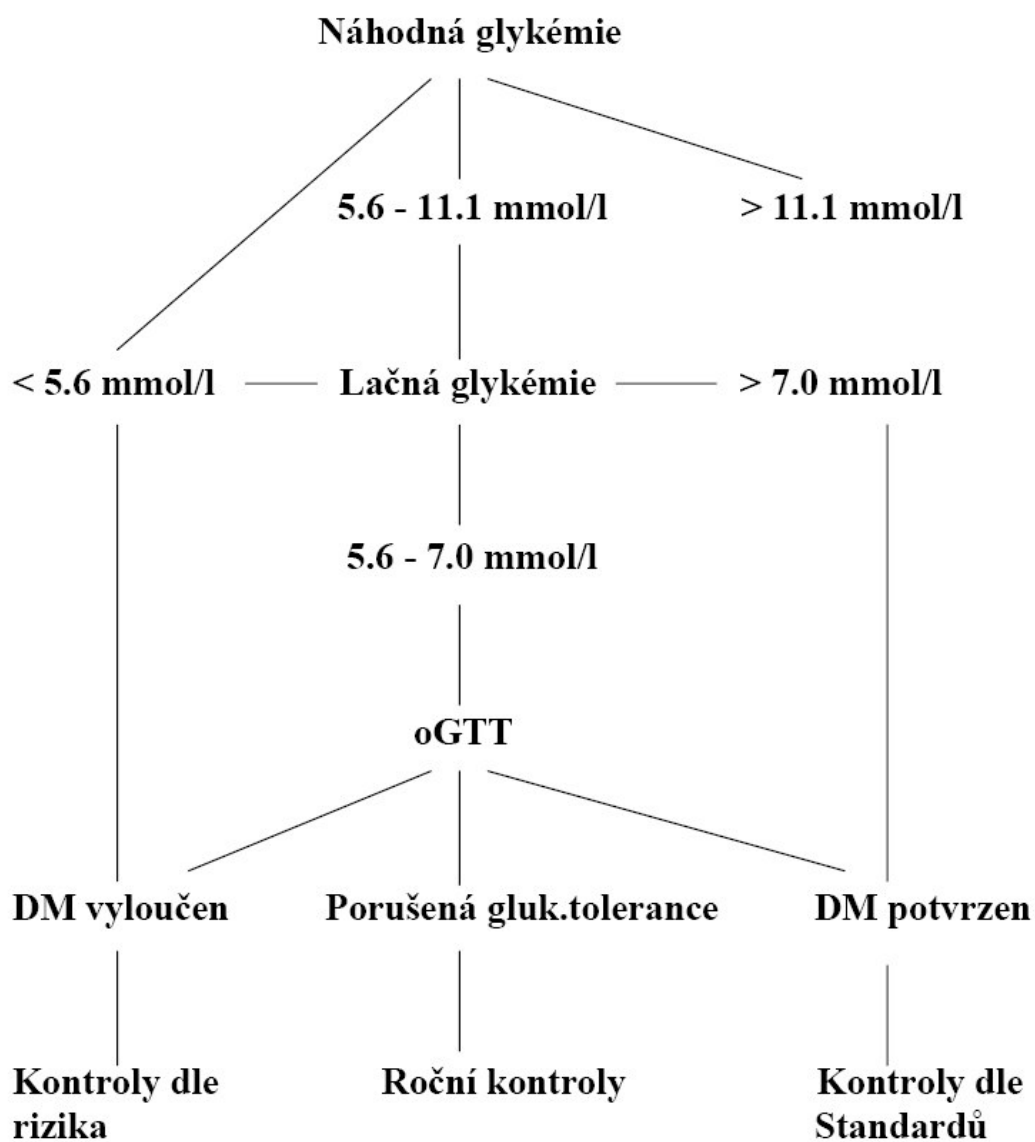 Náhodná glykémie
5.6 - 11.1 mmol/l
> 11.1 mmol/l
< 5.6 mmol/l
Lačná glykémie
> 7.0 mmol/l
5.6 - 7.0 mmol/l
oGTT
DM vyloučen
Porušená gluk.tolerance
DM potvrzen
Kontroly dle
rizika
Roční kontroly
Kontroly dle
Standardů